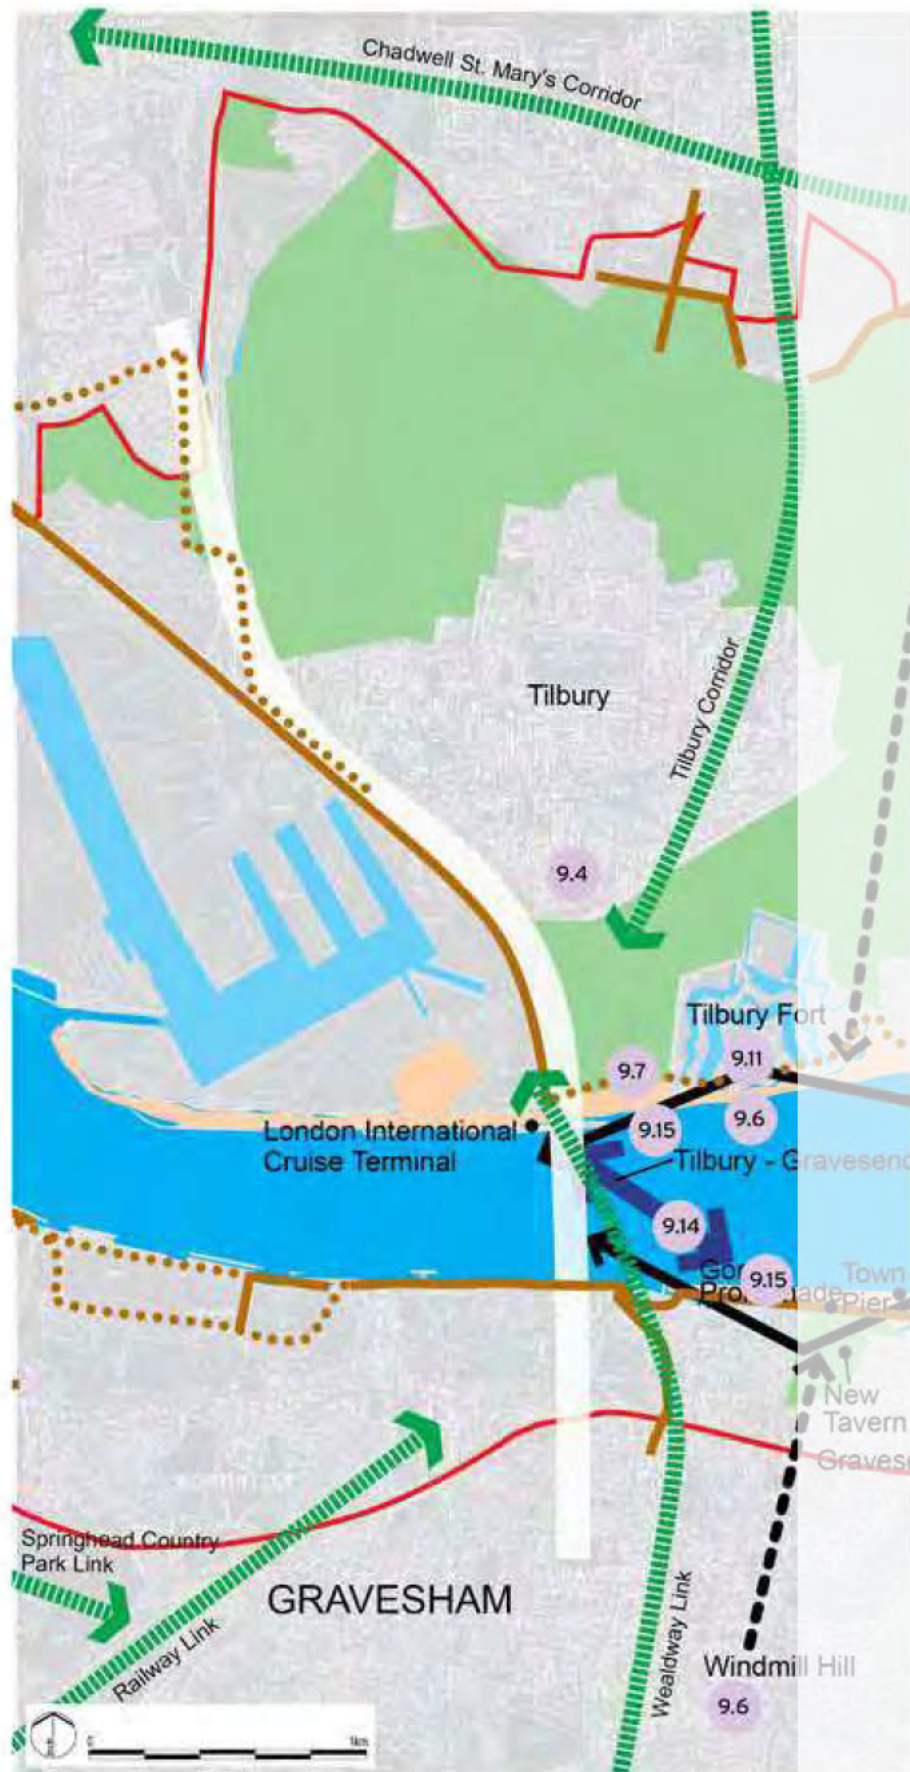 Chadwell St. Mary's Corridor
Tilbury
Tilbury Corridor
9.4
Tilbury Fort
9.7
9.11
9.15
9.6
London International
Cruise Terminal
Tilbury - Gravesend
9.14
9.15
Town
Pier
New
Tavern
Springhead Country
Park Link
GRAVESHAM
Railway Link
Wealdway Link
Windmill Hill
9.6
0
1km